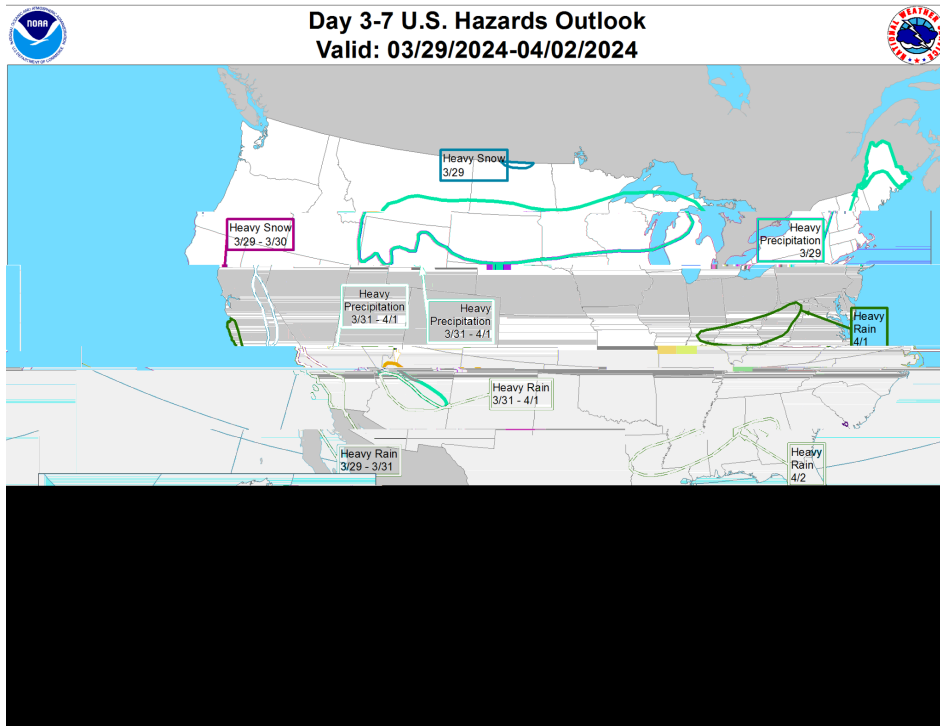 Day 3-7 U.S. Hazards Outlook
Valid: 03/29/2024-04/02/2024
NOAA
Heavy Snow
3/29
Heavy Snow
3/29 - 3/30
Heavy
Precipitation
3/29
Heavy
Precipitation
3/31 - 4/1
Heavy
Precipitation
3/31 - 4/1
Heavy
Rain
4/1
Heavy Rain
3/31 - 4/1
Heavy Rain
3/29 - 3/31
Heavy
Rain
4/2